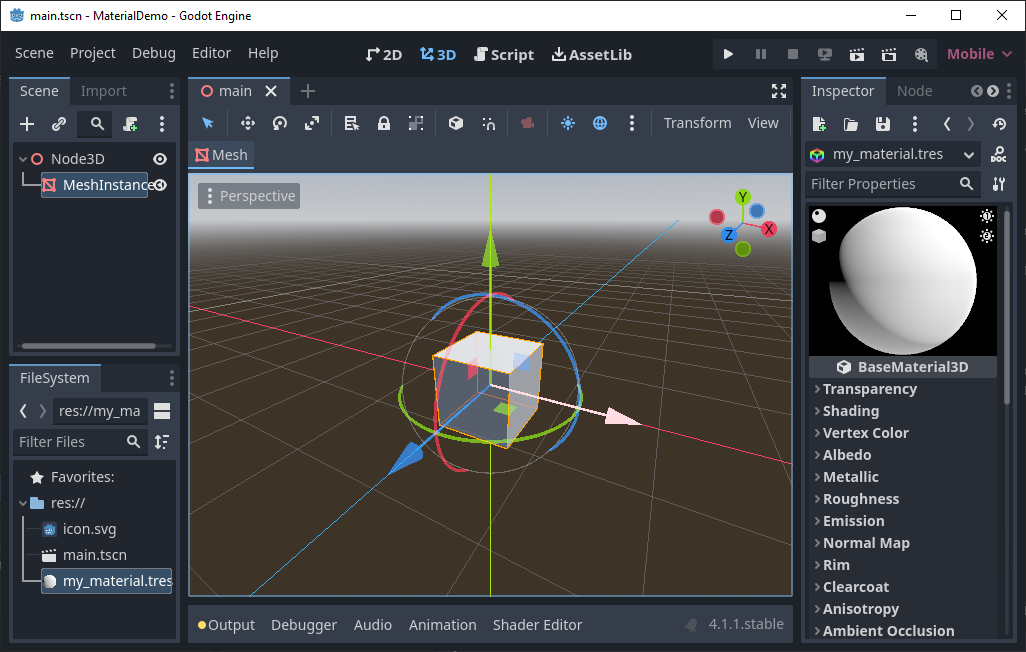 main.tscn - MaterialDemo - Godot Engine
Scene Project Debug Editor Help 2D 3D Script AssetLib Mobile
Scene Import
main
Inspector Node
Transform View
Node3D
MeshInstance
Mesh
my_material.tres
Filter Properties
Perspective
Y
X
Z
BaseMaterial3D
Transparency
Shading
Vertex Color
Albedo
Metallic
Roughness
Emission
Normal Map
Rim
Clearcoat
Anisotropy
Ambient Occlusion
FileSystem
res://my_ma
Filter Files
Favorites:
res://
icon.svg
main.tscn
my_material.tres
Output Debugger Audio Animation Shader Editor 4.1.1.stable